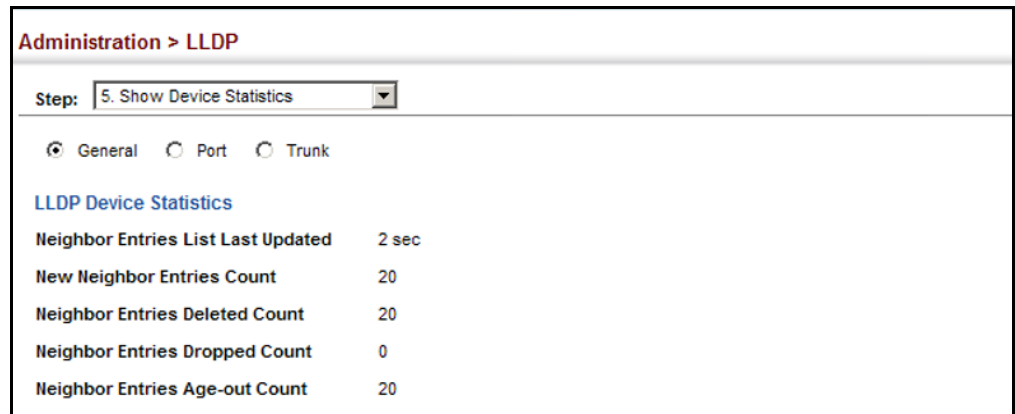 Administration > LLDP
Step: 5. Show Device Statistics
General Port Trunk
LLDP Device Statistics
Neighbor Entries List Last Updated 2 sec
New Neighbor Entries Count 20
Neighbor Entries Deleted Count 20
Neighbor Entries Dropped Count 0
Neighbor Entries Age-out Count 20